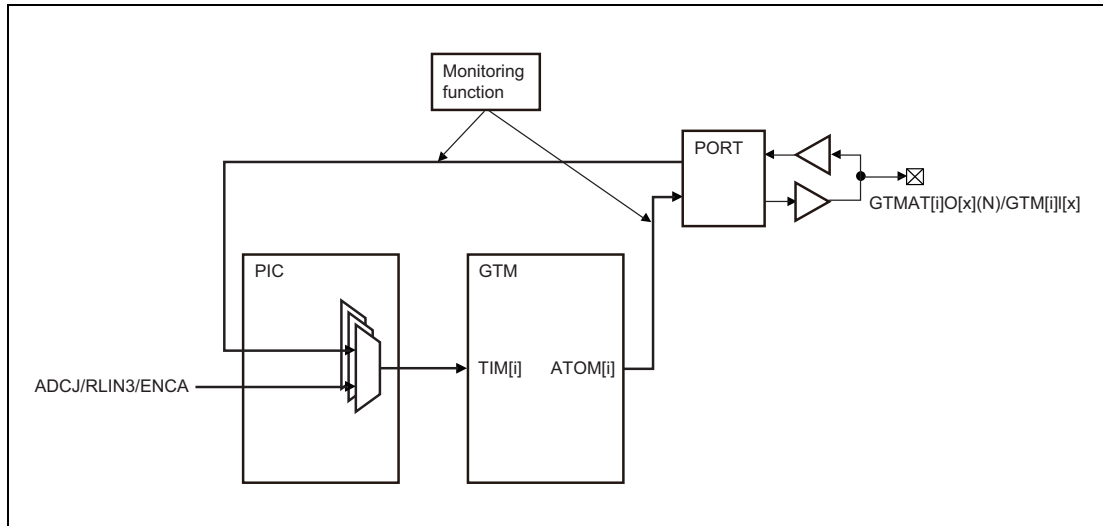 Monitoring
function
PORT
GTMAT[i]O[x](N)/GTM[i]I[x]
PIC
GTM
TIM[i]
ATOM[i]
ADCJ/RLIN3/ENCA